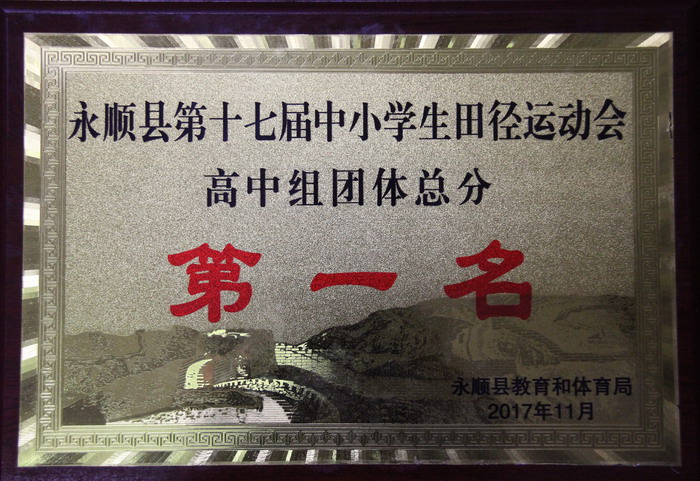 永顺县第十七届中小学生田径运动会
高中组团体总分
第一名
永顺县教育和体育局
2017年11月